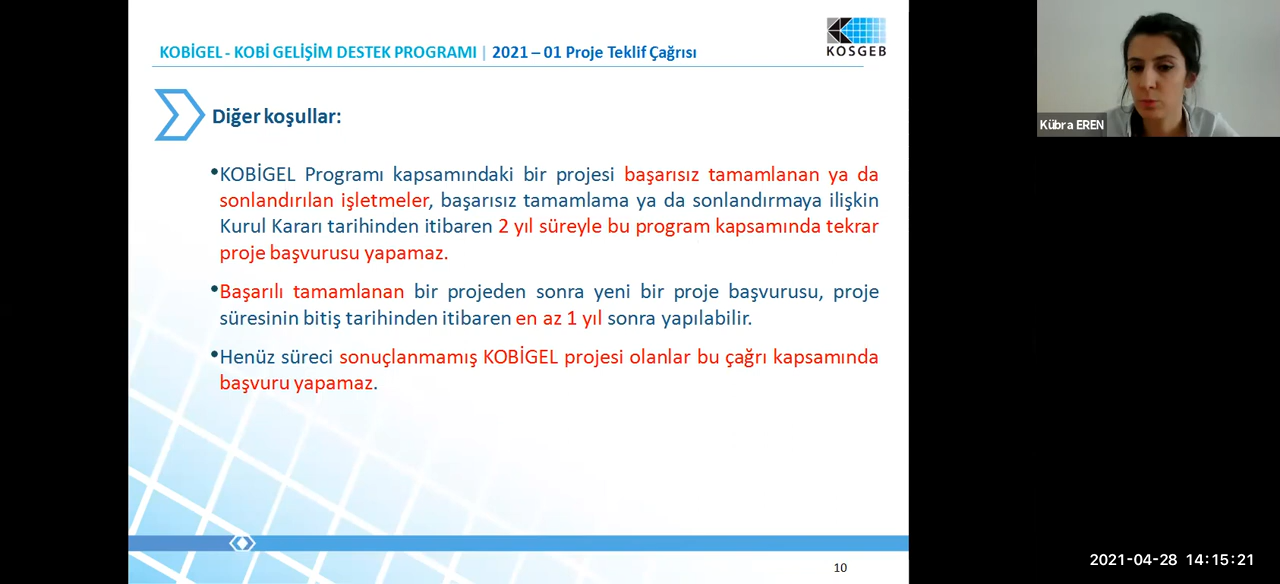 KOBİGEL - KOBİ GELİŞİM DESTEK PROGRAMI | 2021 – 01 Proje Teklif Çağrısı
KOSGEB
Kübra EREN
Diğer koşullar:
•KOBİGEL Programı kapsamındaki bir projesi başarısız tamamlanan ya da
sonlandırılan işletmeler, başarısız tamamlama ya da sonlandırmaya ilişkin
Kurul Kararı tarihinden itibaren 2 yıl süreyle bu program kapsamında tekrar
proje başvurusu yapamaz.
•Başarılı tamamlanan bir projeden sonra yeni bir proje başvurusu, proje
süresinin bitiş tarihinden itibaren en az 1 yıl sonra yapılabilir.
•Henüz süreci sonuçlanmamış KOBİGEL projesi olanlar bu çağrı kapsamında
başvuru yapamaz.
10
2021-04-28 14:15:21